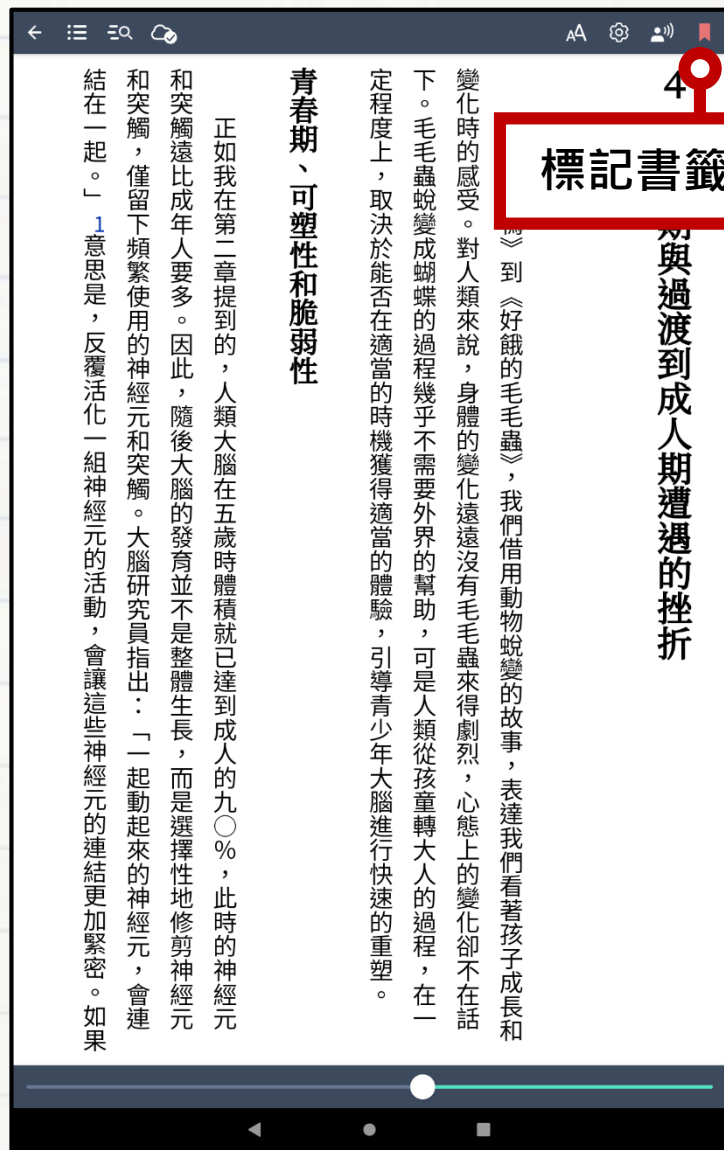 AA
4
標記書籤
期與過渡到成人期遭遇的挫折
》到《好餓的毛毛蟲》，我們借用動物蛻變的故事，表達我們看著孩子成長和
變化時的感受。對人類來說，身體的變化遠遠沒有毛毛蟲來得劇烈，心態上的變化卻不在話
下。毛毛蟲蛻變成蝴蝶的過程幾乎不需要外界的幫助，可是人類從孩童轉大人的過程，在一
定程度上，取決於能否在適當的時機獲得適當的體驗，引導青少年大腦進行快速的重塑。
青春期、可塑性和脆弱性
正如我在第二章提到的，人類大腦在五歲時體積就已達到成人的九○%，此時的神經元
和突觸遠比成年人要多。因此，隨後大腦的發育並不是整體生長，而是選擇性地修剪神經元
和突觸，僅留下頻繁使用的神經元和突觸。大腦研究員指出：「一起動起來的神經元，會連
結在一起。」1意思是，反覆活化一組神經元的活動，會讓這些神經元的連結更加緊密。如果